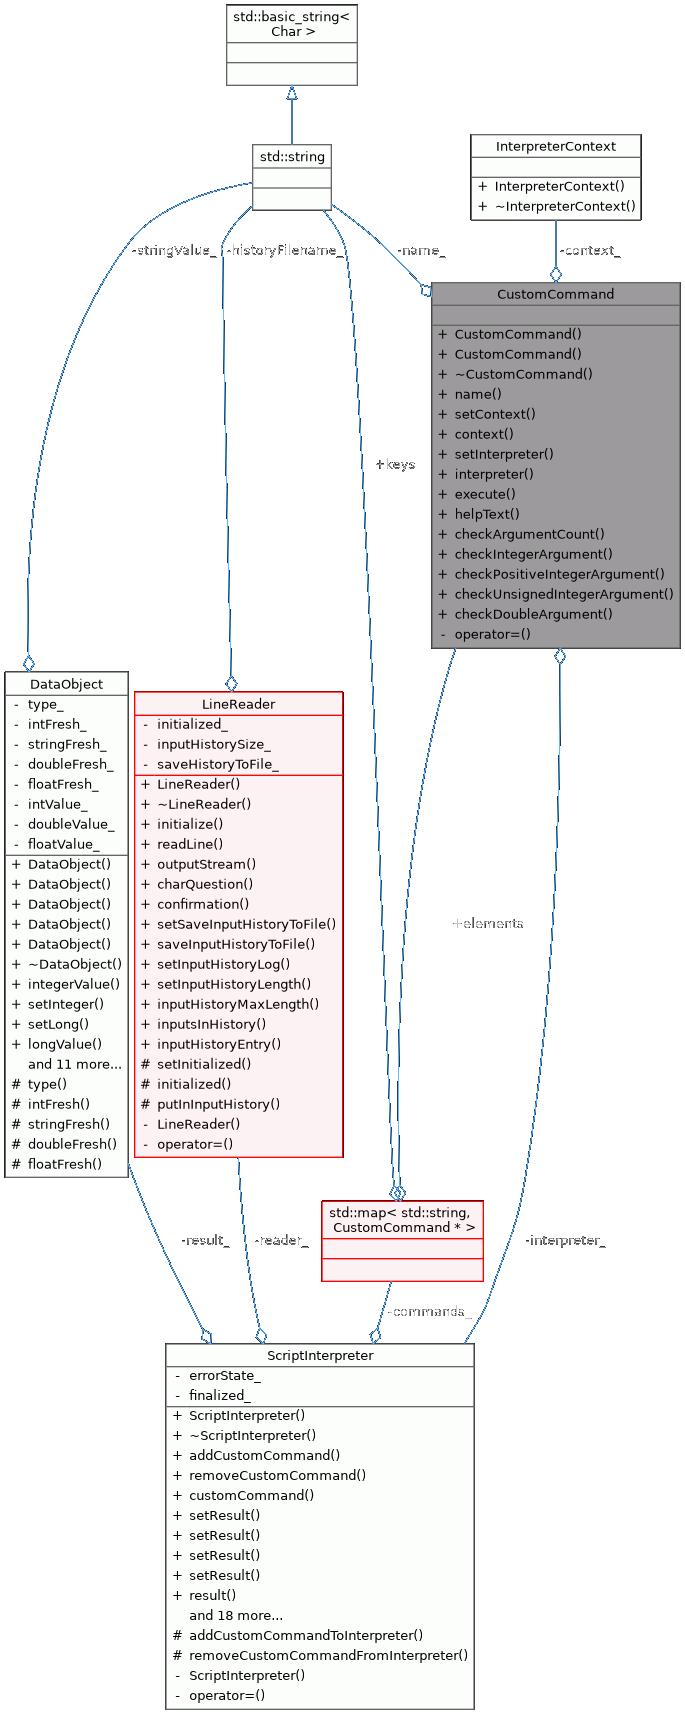 std::basic_string<
Char >
std::string
InterpreterContext
+ InterpreterContext()
+ ~InterpreterContext()
-stringValue_
-historyFilename_
-name_
-context_
CustomCommand
+ CustomCommand()
+ CustomCommand()
+ ~CustomCommand()
+ name()
+ setContext()
+ context()
+ setInterpreter()
+ interpreter()
+ execute()
+ helpText()
+ checkArgumentCount()
+ checkIntegerArgument()
+ checkPositiveIntegerArgument()
+ checkUnsignedIntegerArgument()
+ checkDoubleArgument()
- operator=()
+keys
DataObject
- type_
- intFresh_
- stringFresh_
- doubleFresh_
- floatFresh_
- intValue_
- doubleValue_
- floatValue_
+ DataObject()
+ DataObject()
+ DataObject()
+ DataObject()
+ DataObject()
+ ~DataObject()
+ integerValue()
+ setInteger()
+ setLong()
+ longValue()
and 11 more...
# type()
# intFresh()
# stringFresh()
# doubleFresh()
# floatFresh()
LineReader
- initialized_
- inputHistorySize_
- saveHistoryToFile_
+ LineReader()
+ ~LineReader()
+ initialize()
+ readLine()
+ outputStream()
+ charQuestion()
+ confirmation()
+ setSaveInputHistoryToFile()
+ saveInputHistoryToFile()
+ setInputHistoryLog()
+ setInputHistoryLength()
+ inputHistoryMaxLength()
+ inputsInHistory()
+ inputHistoryEntry()
# setInitialized()
# initialized()
# putInInputHistory()
- LineReader()
- operator=()
+elements
std::map< std::string,
CustomCommand * >
-result_
-reader_
-interpreter_
-commands_
ScriptInterpreter
- errorState_
- finalized_
+ ScriptInterpreter()
+ ~ScriptInterpreter()
+ addCustomCommand()
+ removeCustomCommand()
+ customCommand()
+ setResult()
+ setResult()
+ setResult()
+ setResult()
+ result()
and 18 more...
# addCustomCommandToInterpreter()
# removeCustomCommandFromInterpreter()
- ScriptInterpreter()
- operator=()